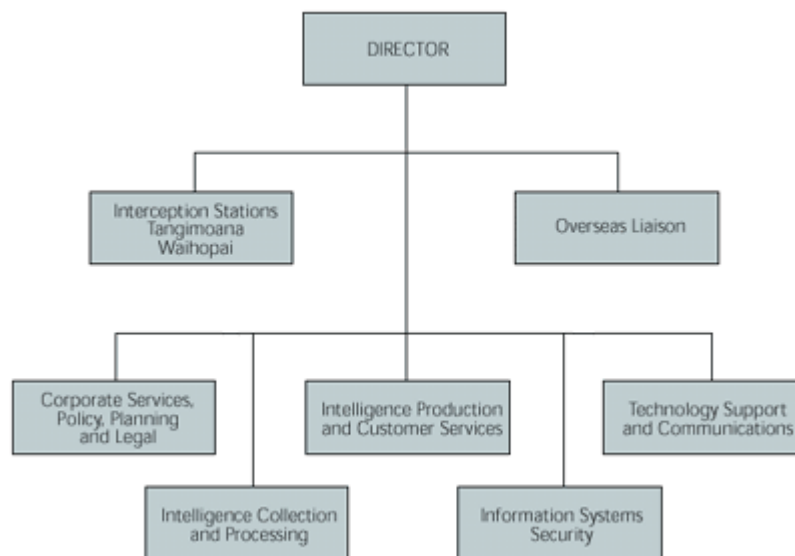 DIRECTOR
Interception Stations
Tangimoana
Waihopai
Overseas Liaison
Corporate Services,
Policy, Planning
and Legal
Intelligence Production
and Customer Services
Technology Support
and Communications
Intelligence Collection
and Processing
Information Systems
Security